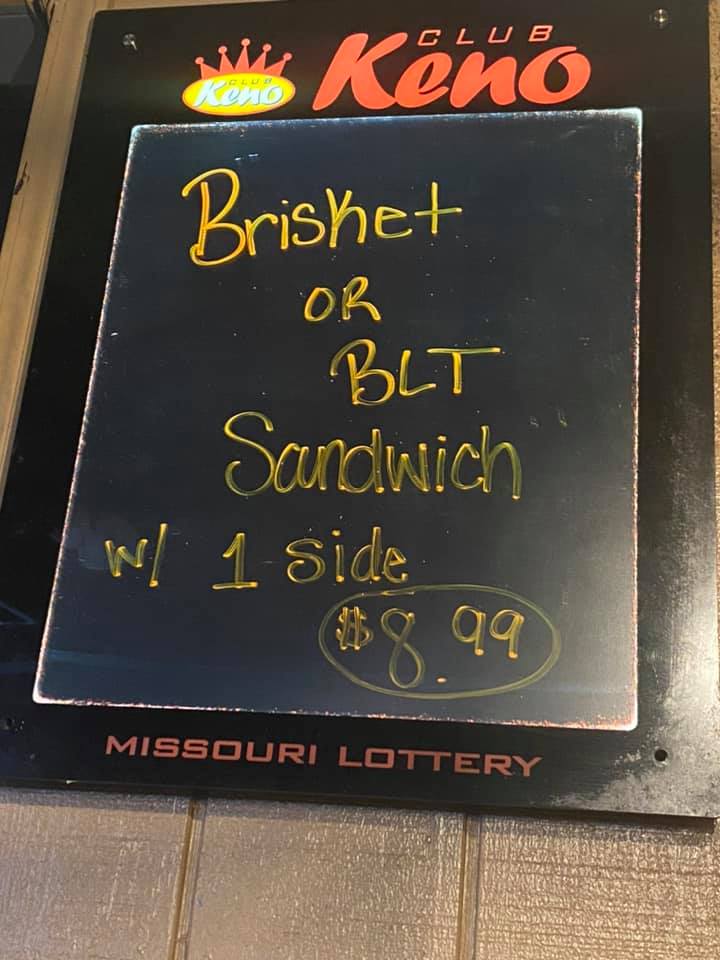 CLUB
Keno
CLUB
Keno
Brisket
OR
BLT
Sandwich
w/ 1 side
$8.99
MISSOURI LOTTERY